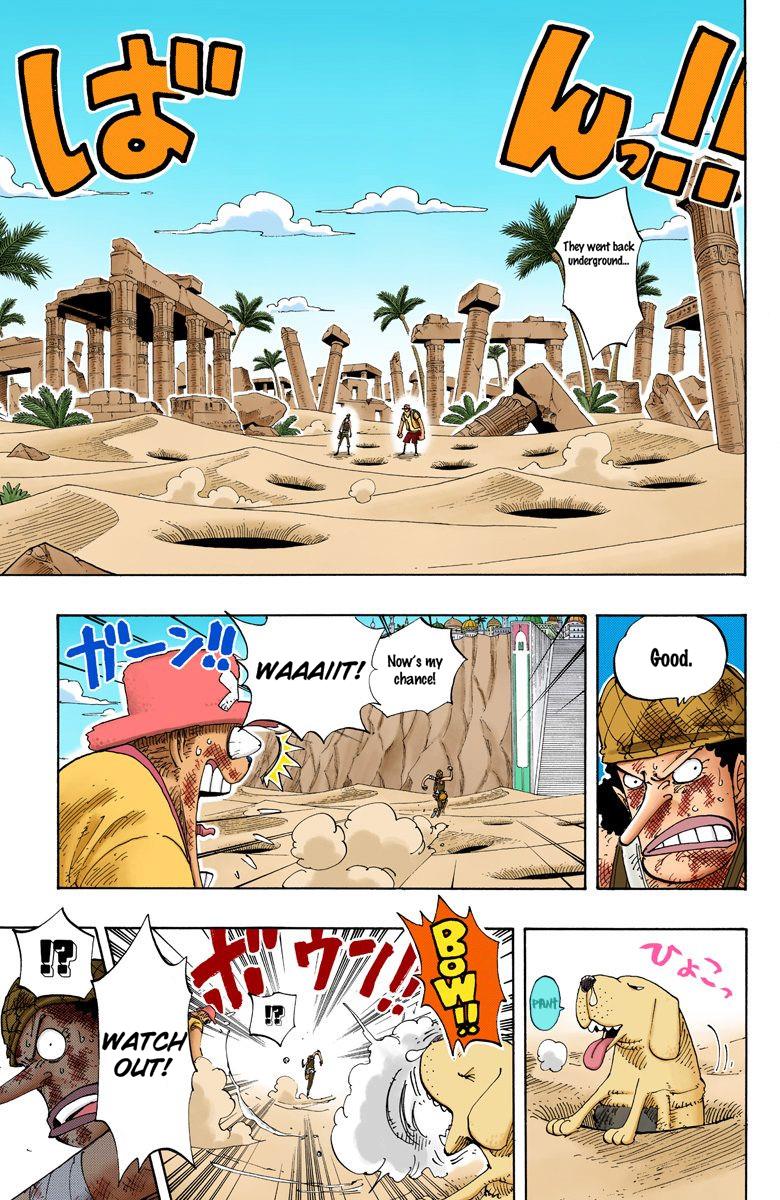 ばんっ!!
They went back
underground...
Good.
Now's my
chance!
WAAAIIT!
ガーン!!
ひょこっ
PANT
BOW!!
ボウン!!
!?
WATCH
OUT!
!?